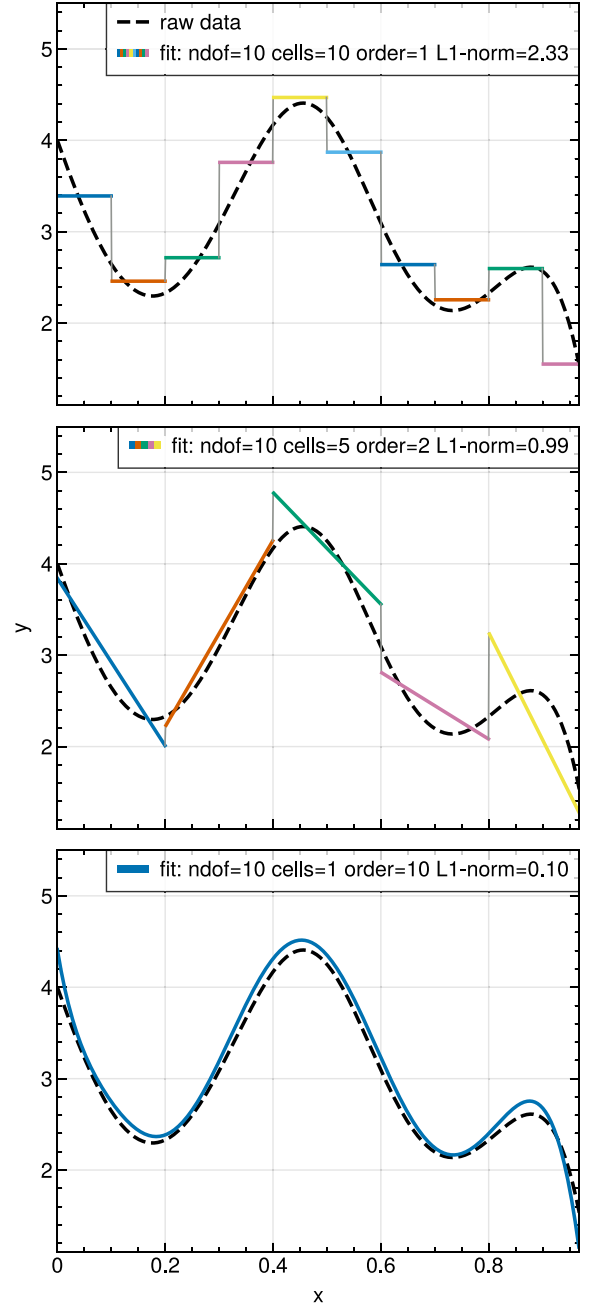 raw data
fit: ndof=10 cells=10 order=1 L1-norm=2.33
5
4
3
2
fit: ndof=10 cells=5 order=2 L1-norm=0.99
5
4
3
2
y
fit: ndof=10 cells=1 order=10 L1-norm=0.10
5
4
3
2
0 0.2 0.4 0.6 0.8
x